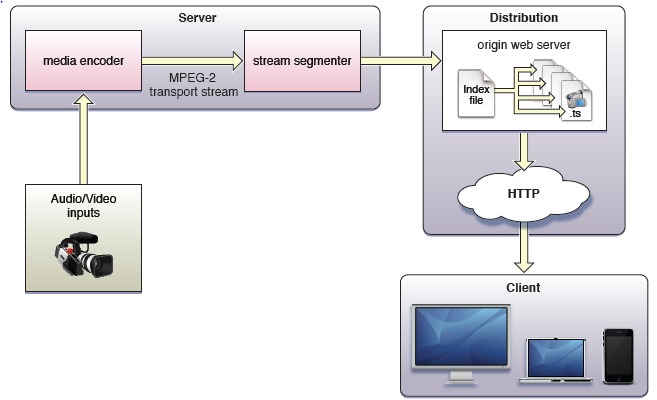 Server
media encoder
MPEG-2
transport stream
stream segmenter
Distribution
origin web server
Index
file
.ts
HTTP
Audio/Video
inputs
Client